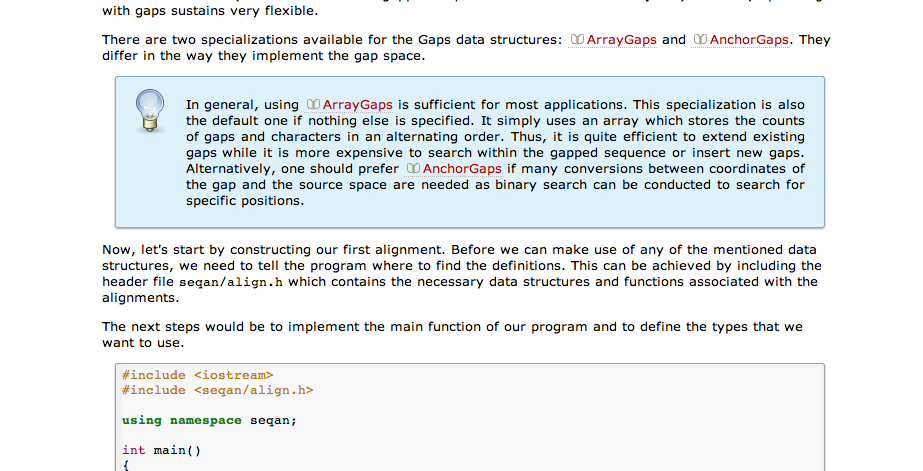 with gaps sustains very flexible.
There are two specializations available for the Gaps data structures: ArrayGaps and AnchorGaps. They
differ in the way they implement the gap space.
In general, using ArrayGaps is sufficient for most applications. This specialization is also
the default one if nothing else is specified. It simply uses an array which stores the counts
of gaps and characters in an alternating order. Thus, it is quite efficient to extend existing
gaps while it is more expensive to search within the gapped sequence or insert new gaps.
Alternatively, one should prefer AnchorGaps if many conversions between coordinates of
the gap and the source space are needed as binary search can be conducted to search for
specific positions.
Now, let's start by constructing our first alignment. Before we can make use of any of the mentioned data
structures, we need to tell the program where to find the definitions. This can be achieved by including the
header file seqan/align.h which contains the necessary data structures and functions associated with the
alignments.
The next steps would be to implement the main function of our program and to define the types that we
want to use.
#include <iostream>
#include <seqan/align.h>
using namespace seqan;
int main()
{